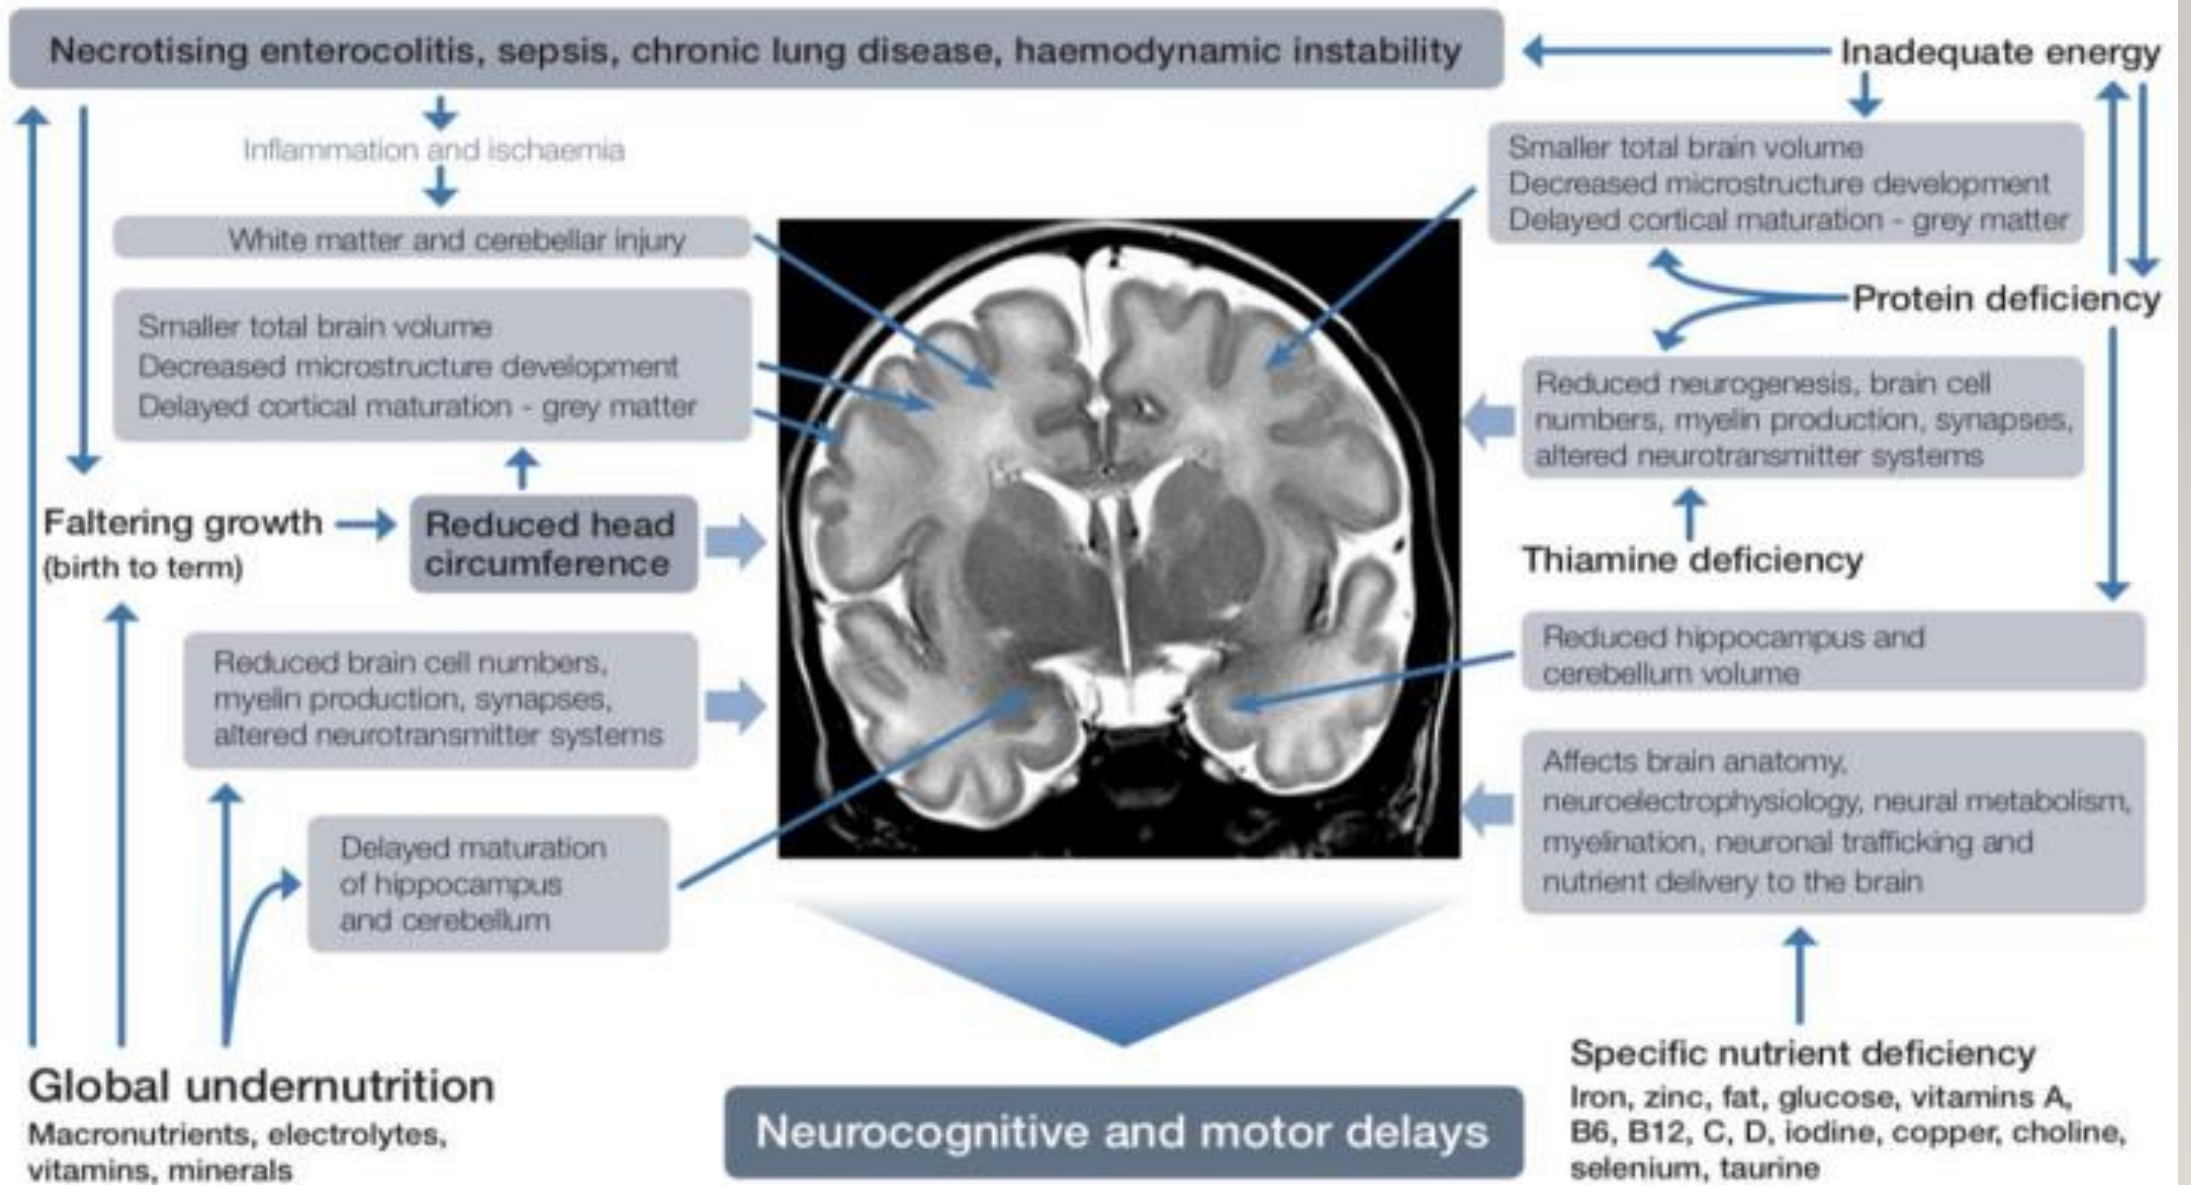 Necrotising enterocolitis, sepsis, chronic lung disease, haemodynamic instability
Inadequate energy
Inflammation and ischaemia
White matter and cerebellar injury
Smaller total brain volume
Decreased microstructure development
Delayed cortical maturation - grey matter
Faltering growth
(birth to term)
Reduced head
circumference
Reduced brain cell numbers,
myelin production, synapses,
altered neurotransmitter systems
Delayed maturation
of hippocampus
and cerebellum
Global undernutrition
Macronutrients, electrolytes,
vitamins, minerals
Smaller total brain volume
Decreased microstructure development
Delayed cortical maturation - grey matter
Protein deficiency
Reduced neurogenesis, brain cell
numbers, myelin production, synapses,
altered neurotransmitter systems
Thiamine deficiency
Reduced hippocampus and
cerebellum volume
Affects brain anatomy,
neuroelectrophysiology, neural metabolism,
myelination, neuronal trafficking and
nutrient delivery to the brain
Specific nutrient deficiency
Iron, zinc, fat, glucose, vitamins A,
B6, B12, C, D, iodine, copper, choline,
selenium, taurine
Neurocognitive and motor delays